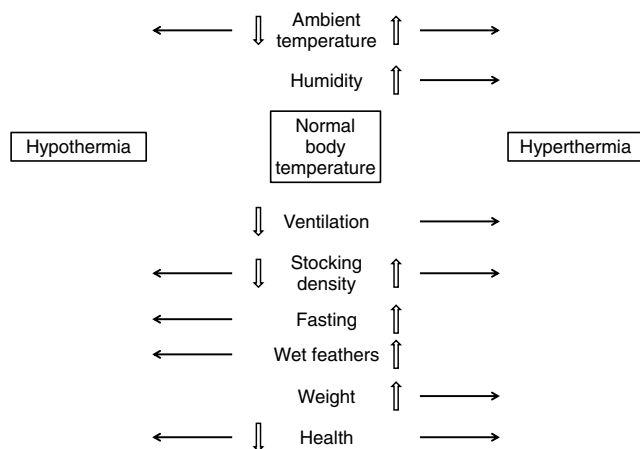 Ambient
temperature
Humidity
Hypothermia
Normal
body
temperature
Hyperthermia
Ventilation
Stocking
density
Fasting
Wet feathers
Weight
Health